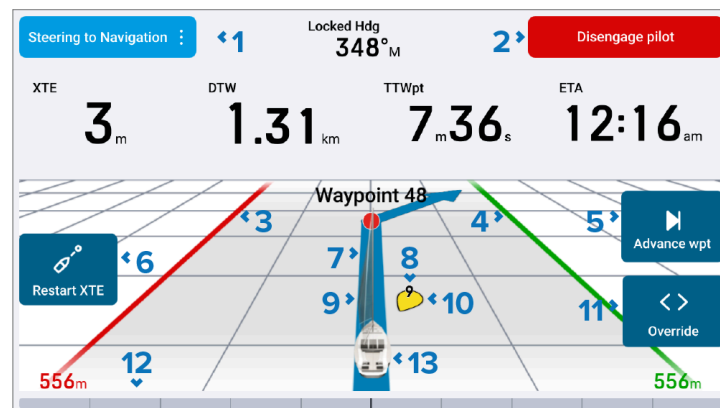 Steering to Navigation
1
Locked Hdg
348°M
2
Disengage pilot
XTE
DTW
TTWpt
ETA
3m
1.31km
7m36s
12:16am
Waypoint 48
3
4
5
Advance wpt
6
Restart XTE
7
8
9
9
10
11
Override
12
13
556m
556m